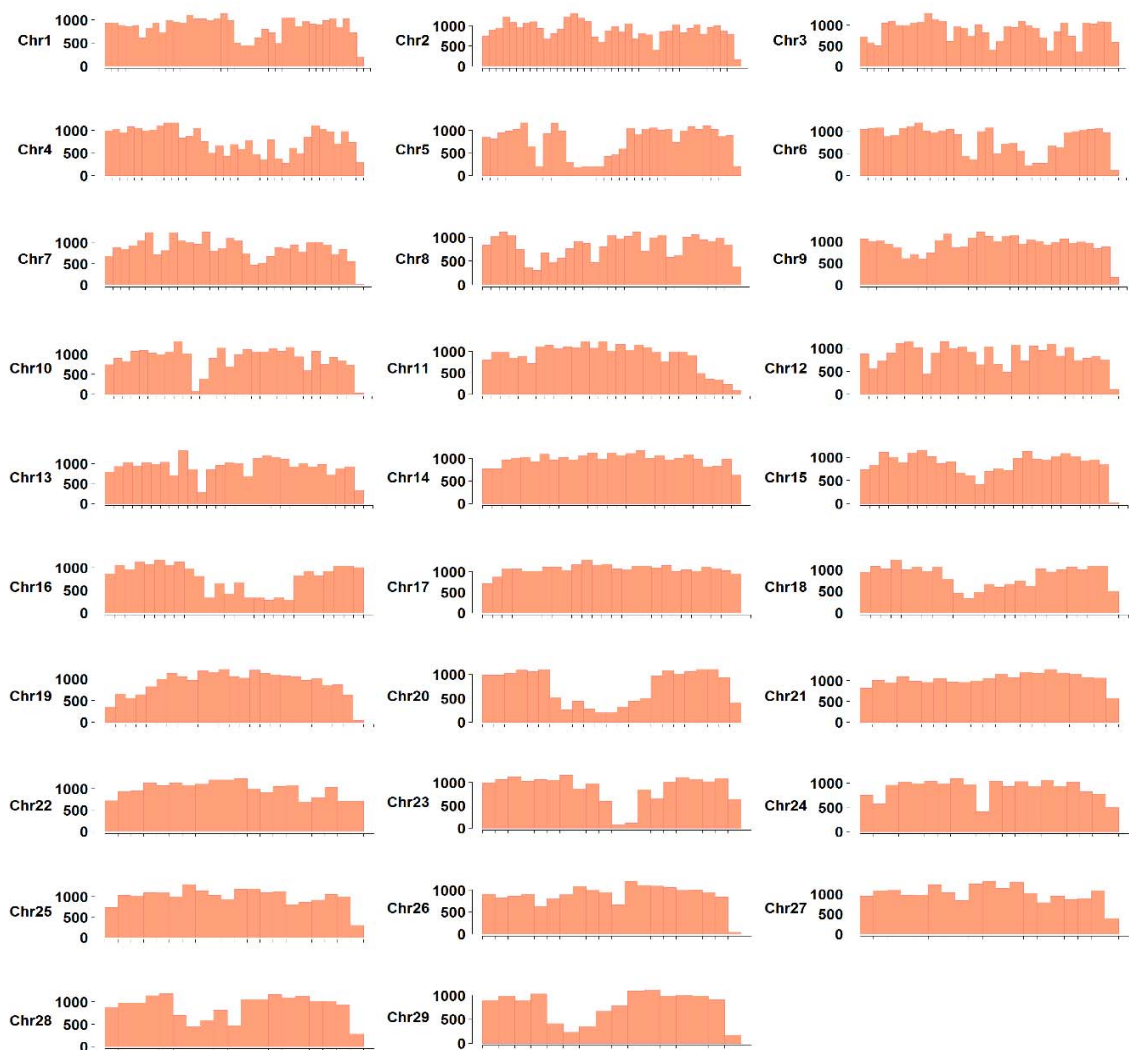 Chr1 1000 500 0 Chr2 1000 500 0 Chr3 1000 500 0
Chr4 1000 500 0 Chr5 1000 500 0 Chr6 1000 500 0
Chr7 1000 500 0 Chr8 1000 500 0 Chr9 1000 500 0
Chr10 1000 500 0 Chr11 1000 500 0 Chr12 1000 500 0
Chr13 1000 500 0 Chr14 1000 500 0 Chr15 1000 500 0
Chr16 1000 500 0 Chr17 1000 500 0 Chr18 1000 500 0
Chr19 1000 500 0 Chr20 1000 500 0 Chr21 1000 500 0
Chr22 1000 500 0 Chr23 1000 500 0 Chr24 1000 500 0
Chr25 1000 500 0 Chr26 1000 500 0 Chr27 1000 500 0
Chr28 1000 500 0 Chr29 1000 500 0